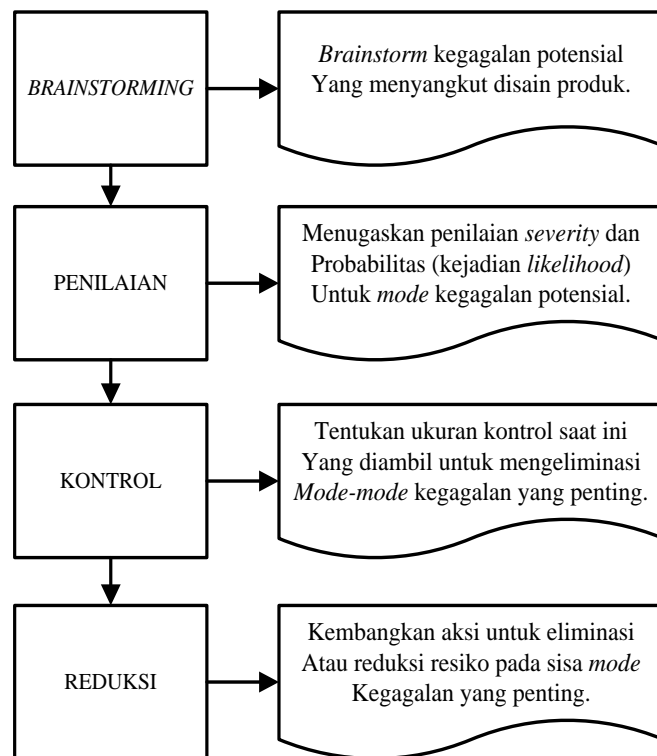 BRAINSTORMING
Brainstorm kegagalan potensial
Yang menyangkut disain produk.
PENILAIAN
Menugaskan penilaian severity dan
Probabilitas (kejadian likelihood)
Untuk mode kegagalan potensial.
KONTROL
Tentukan ukuran kontrol saat ini
Yang diambil untuk mengeliminasi
Mode-mode kegagalan yang penting.
REDUKSI
Kembangkan aksi untuk eliminasi
Atau reduksi resiko pada sisa mode
Kegagalan yang penting.